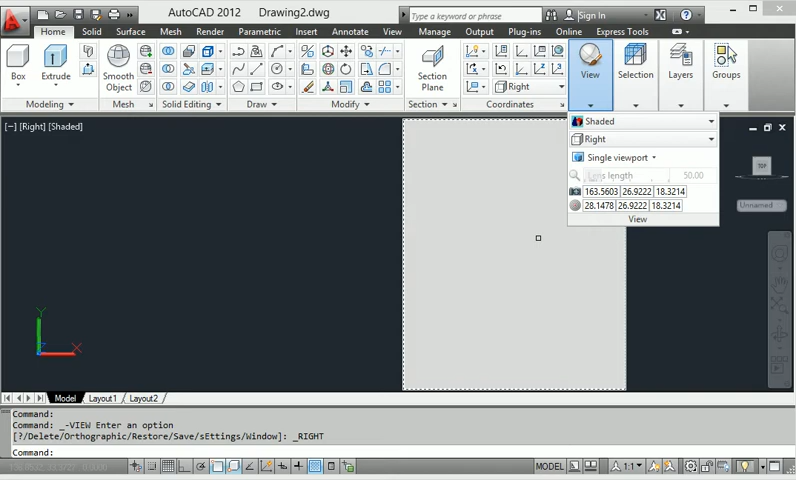 AutoCAD 2012 Drawing2.dwg
Type a keyword or phrase
Sign In
Home Solid Surface Mesh Render Parametric Insert Annotate View Manage Output Plug-ins Online Express Tools
Box Extrude Smooth Object Section Plane Right View Selection Layers Groups
Modeling Mesh Solid Editing Draw Modify Section Coordinates
[−] [Right] [Shaded]
Shaded
Right
Single viewport
Lens length 50.00
163.5603 26.9222 18.3214
28.1478 26.9222 18.3214
View
TOP
Unnamed
Y
Z
X
Model Layout1 Layout2
Command:
Command: _-VIEW Enter an option
[?/Delete/Orthographic/Restore/Save/sEttings/Window]: _RIGHT
Command:
MODEL 1:1